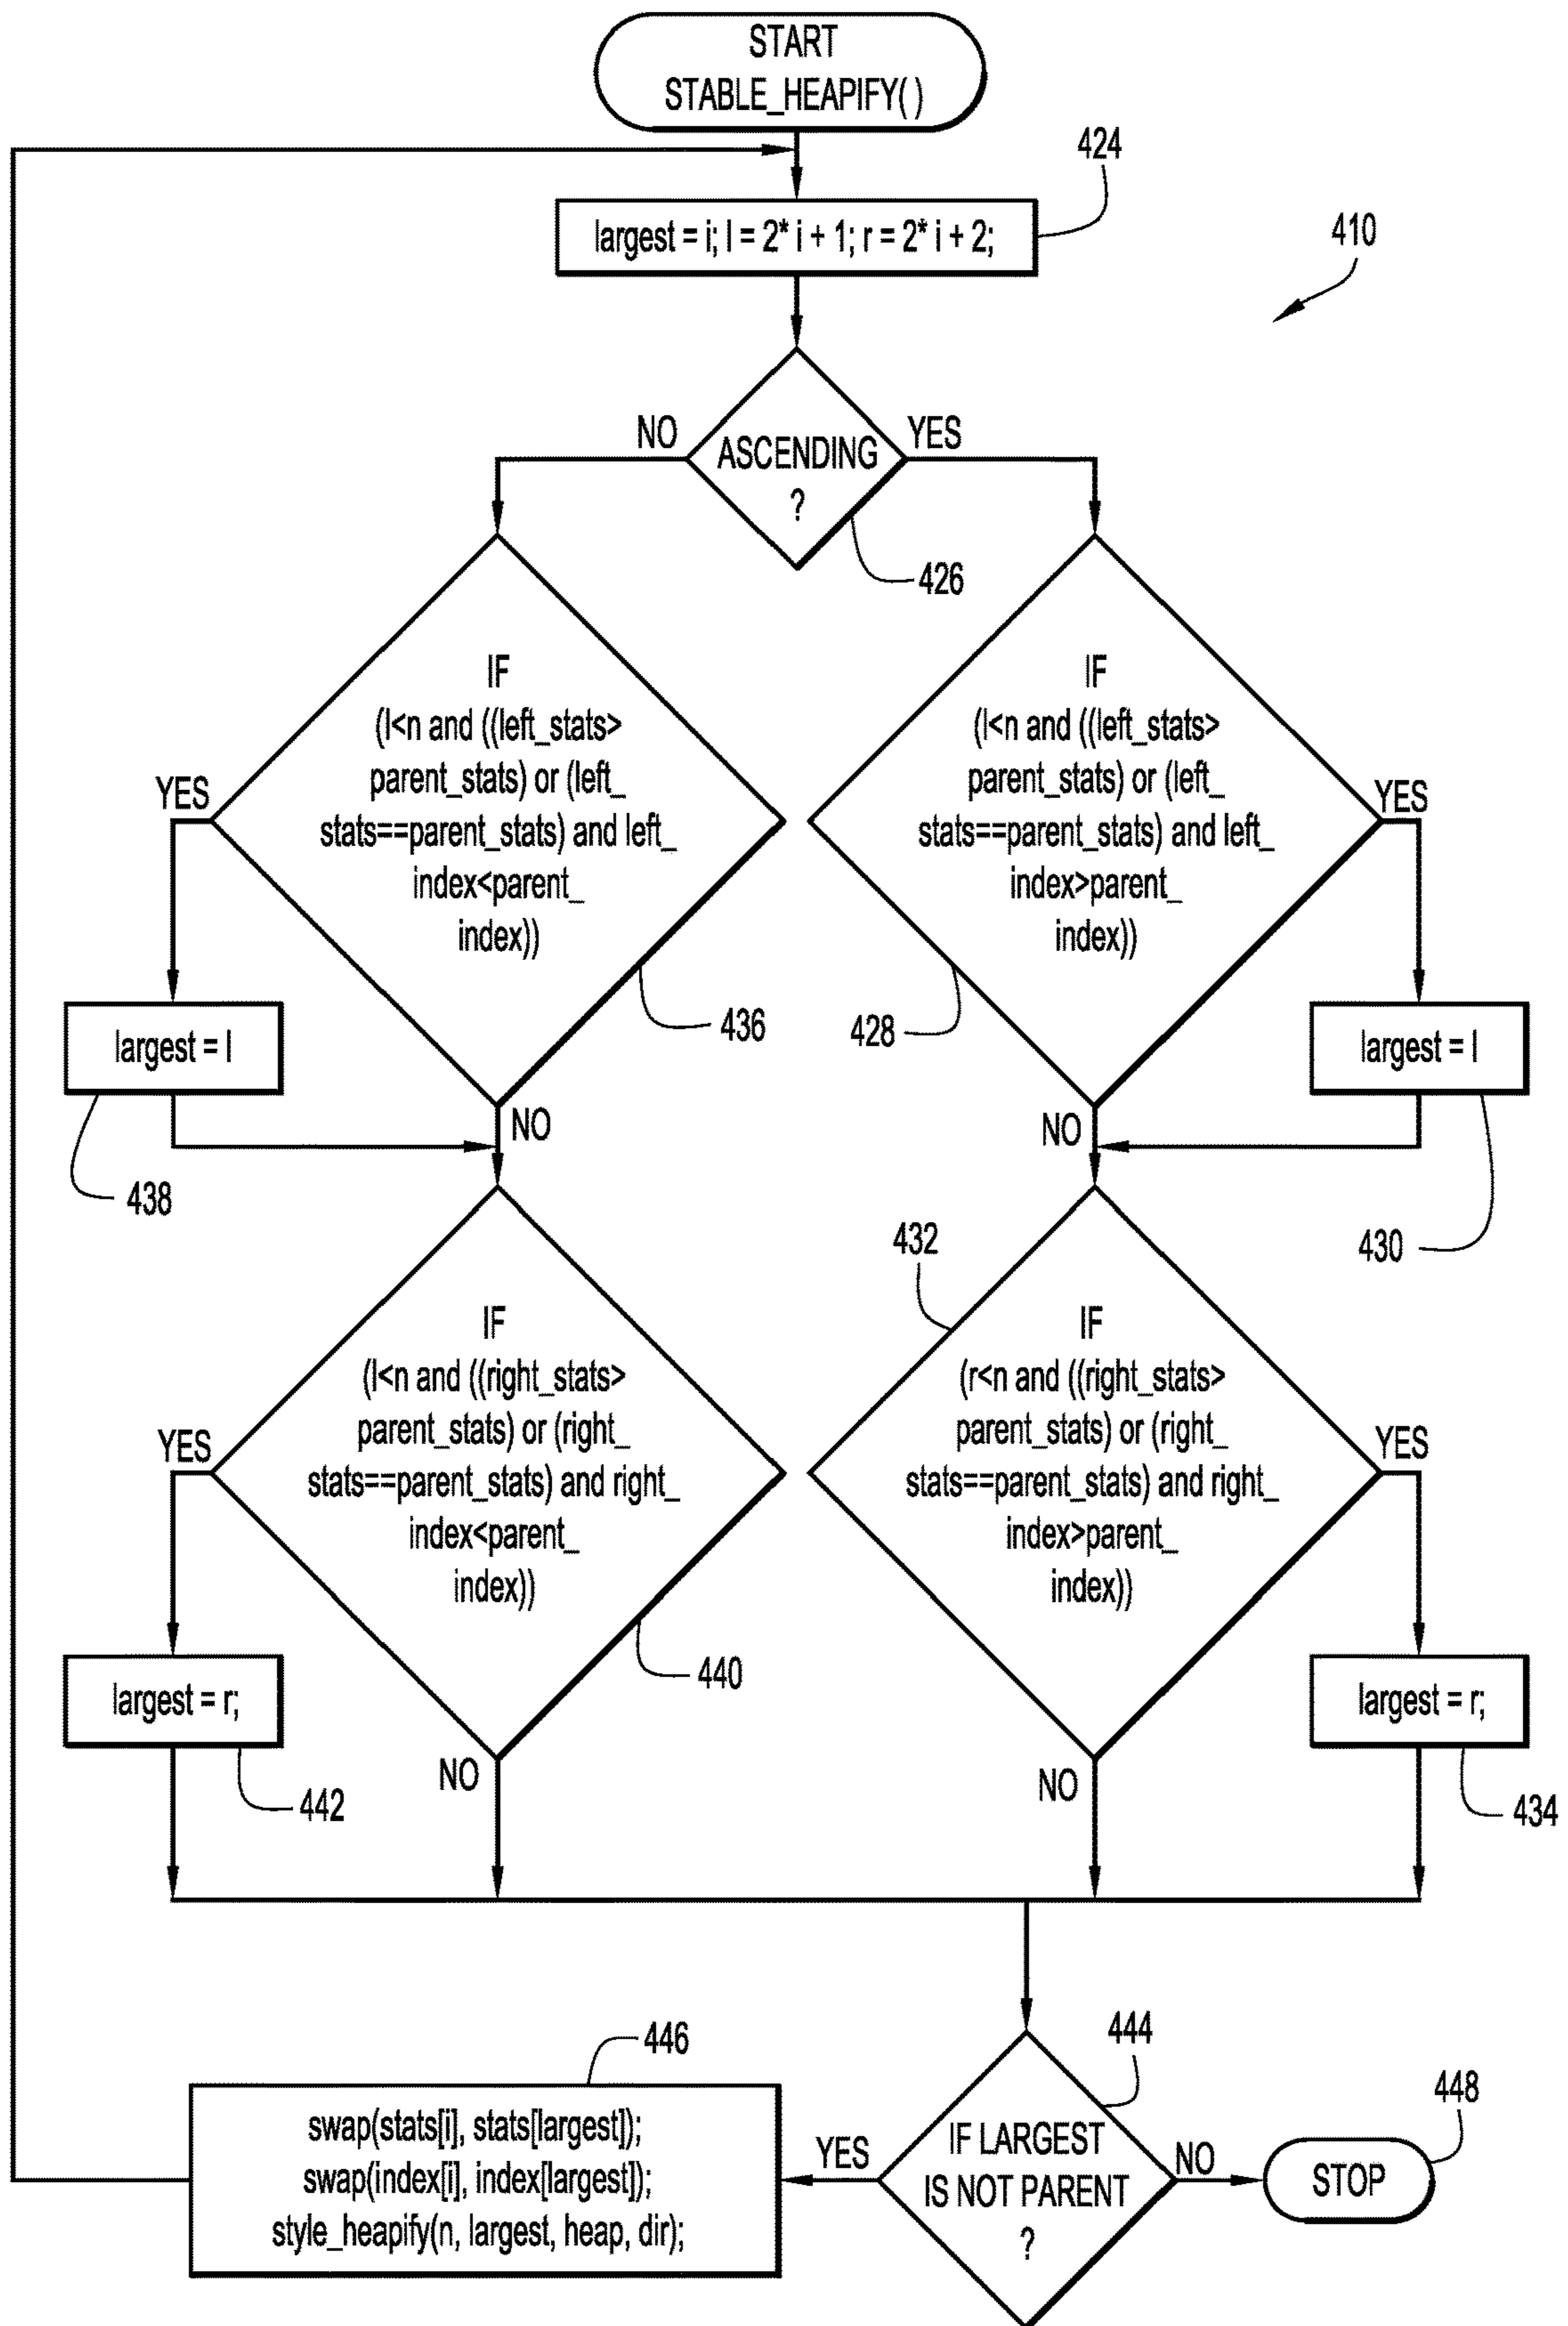 START
STABLE_HEAPIFY( )
424
largest = i; l = 2* i + 1; r = 2* i + 2;
410
NO
YES
ASCENDING
?
426
IF
(l<n and ((left_stats>
parent_stats) or (left_
stats==parent_stats) and left_
index<parent_
index))
YES
436
NO
IF
(l<n and ((left_stats>
parent_stats) or (left_
stats==parent_stats) and left_
index>parent_
index))
YES
428
NO
largest = l
438
largest = l
430
IF
(l<n and ((right_stats>
parent_stats) or (right_
stats==parent_stats) and right_
index<parent_
index))
YES
440
NO
432
IF
(r<n and ((right_stats>
parent_stats) or (right_
stats==parent_stats) and right_
index>parent_
index))
YES
NO
largest = r;
442
largest = r;
434
446
swap(stats[i], stats[largest]);
swap(index[i], index[largest]);
style_heapify(n, largest, heap, dir);
YES
444
IF LARGEST
IS NOT PARENT
?
NO
448
STOP